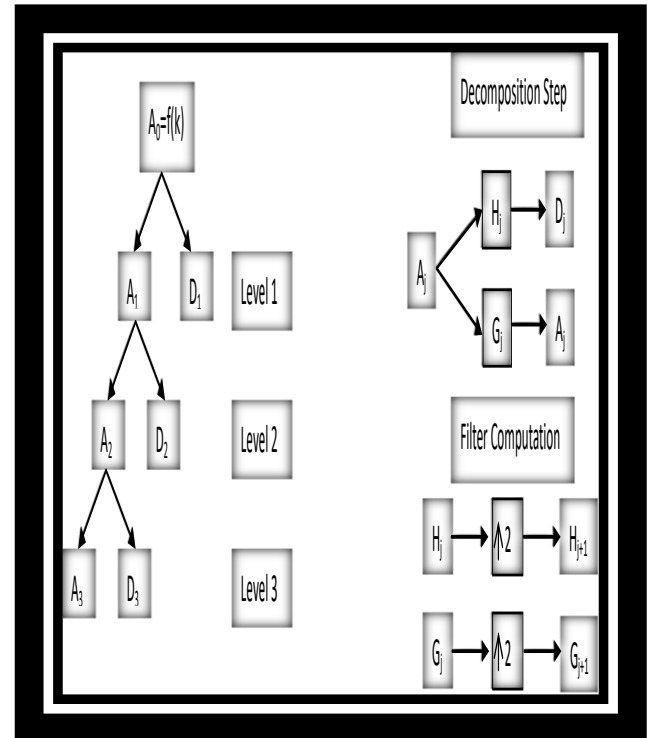 A₀=f(k)
A₁ D₁ Level 1
A₂ D₂ Level 2
A₃ D₃ Level 3
Decomposition Step
Hⱼ Dⱼ
Aⱼ
Gⱼ Aⱼ
Filter Computation
Hⱼ ↑2 Hⱼ₊₁
Gⱼ ↑2 Gⱼ₊₁